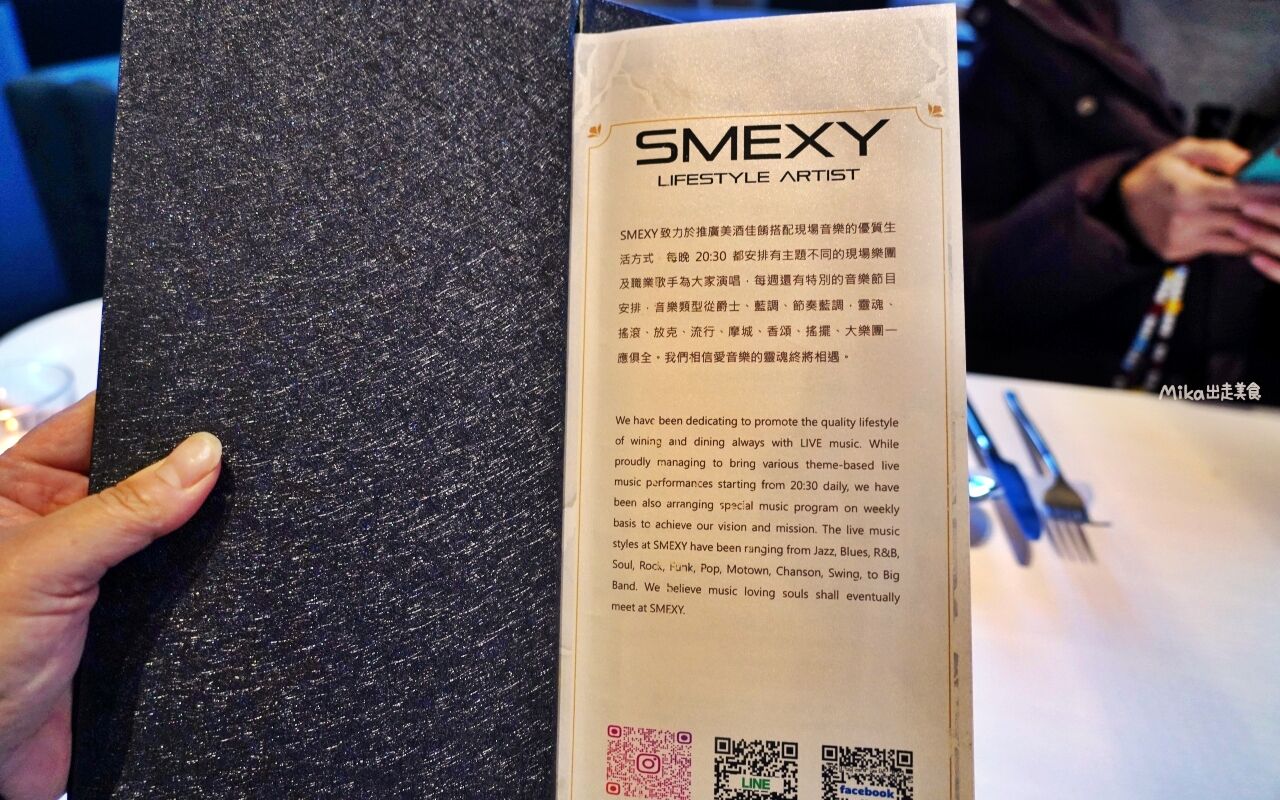 SMEXY
LIFESTYLE ARTIST
SMEXY致力於推廣美酒佳餚搭配現場音樂的優質生
活方式 每晚 20:30 都安排有主題不同的現場樂團
及職業歌手為大家演唱，每週還有特別的音樂節目
安排，音樂類型從爵士、藍調、節奏藍調，靈魂、
搖滾、放克、流行、摩城、香頌、搖擺、大樂團一
應俱全。我們相信愛音樂的靈魂終將相遇。
We have been dedicating to promote the quality lifestyle
of wining and dining always with LIVE music. While
proudly managing to bring various theme-based live
music performances starting from 20:30 daily, we have
been also arranging special music program on weekly
basis to achieve our vision and mission. The live music
styles at SMEXY have been ranging from Jazz, Blues, R&B,
Soul, Rock, Funk, Pop, Motown, Chanson, Swing, to Big
Band. We believe music loving souls shall eventually
meet at SMEXY.
LINE
facebook
Mika出走美食